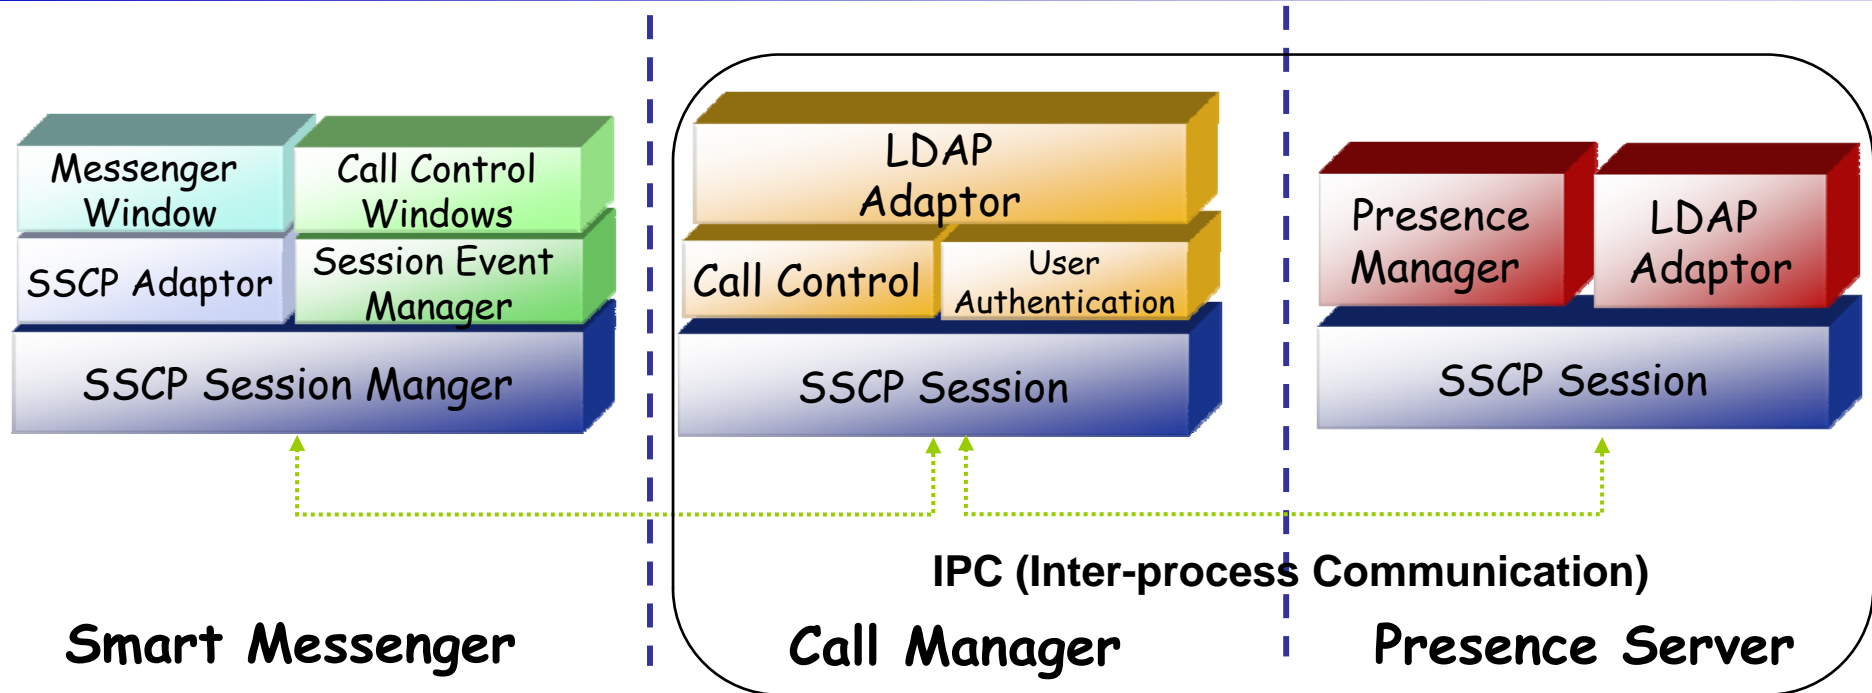 Messenger
Window
Call Control
Windows
SSCP Adaptor
Session Event
Manager
SSCP Session Manger
LDAP
Adaptor
Call Control
User
Authentication
SSCP Session
Presence
Manager
LDAP
Adaptor
SSCP Session
IPC (Inter-process Communication)
Smart Messenger
Call Manager
Presence Server